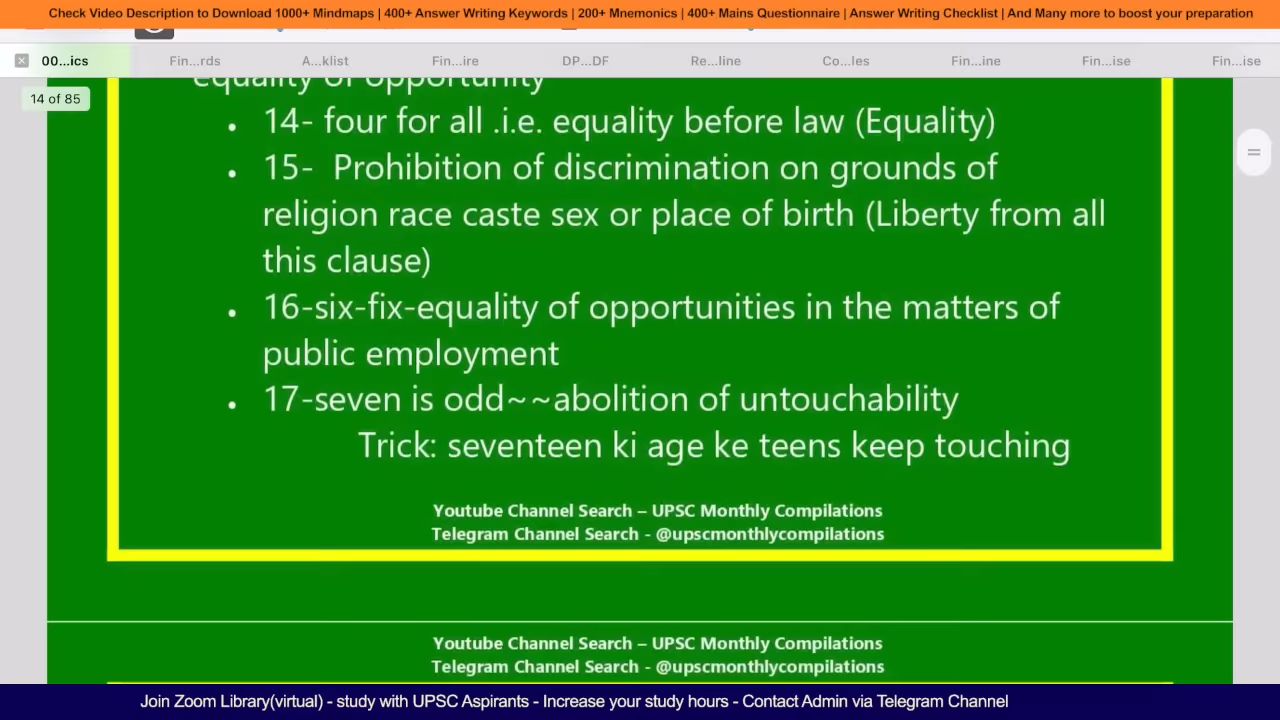 Check Video Description to Download 1000+ Mindmaps | 400+ Answer Writing Keywords | 200+ Mnemonics | 400+ Mains Questionnaire | Answer Writing Checklist | And Many more to boost your preparation
00...ics Fin...rds A...klist Fin...ire DP...DF Re...line Co...les Fin...ine Fin...ise Fin...ise
14 of 85
equality of opportunity
• 14- four for all .i.e. equality before law (Equality)
• 15- Prohibition of discrimination on grounds of
religion race caste sex or place of birth (Liberty from all
this clause)
• 16-six-fix-equality of opportunities in the matters of
public employment
• 17-seven is odd~~abolition of untouchability
Trick: seventeen ki age ke teens keep touching
Youtube Channel Search – UPSC Monthly Compilations
Telegram Channel Search - @upscmonthlycompilations
Youtube Channel Search – UPSC Monthly Compilations
Telegram Channel Search - @upscmonthlycompilations
Join Zoom Library(virtual) - study with UPSC Aspirants - Increase your study hours - Contact Admin via Telegram Channel